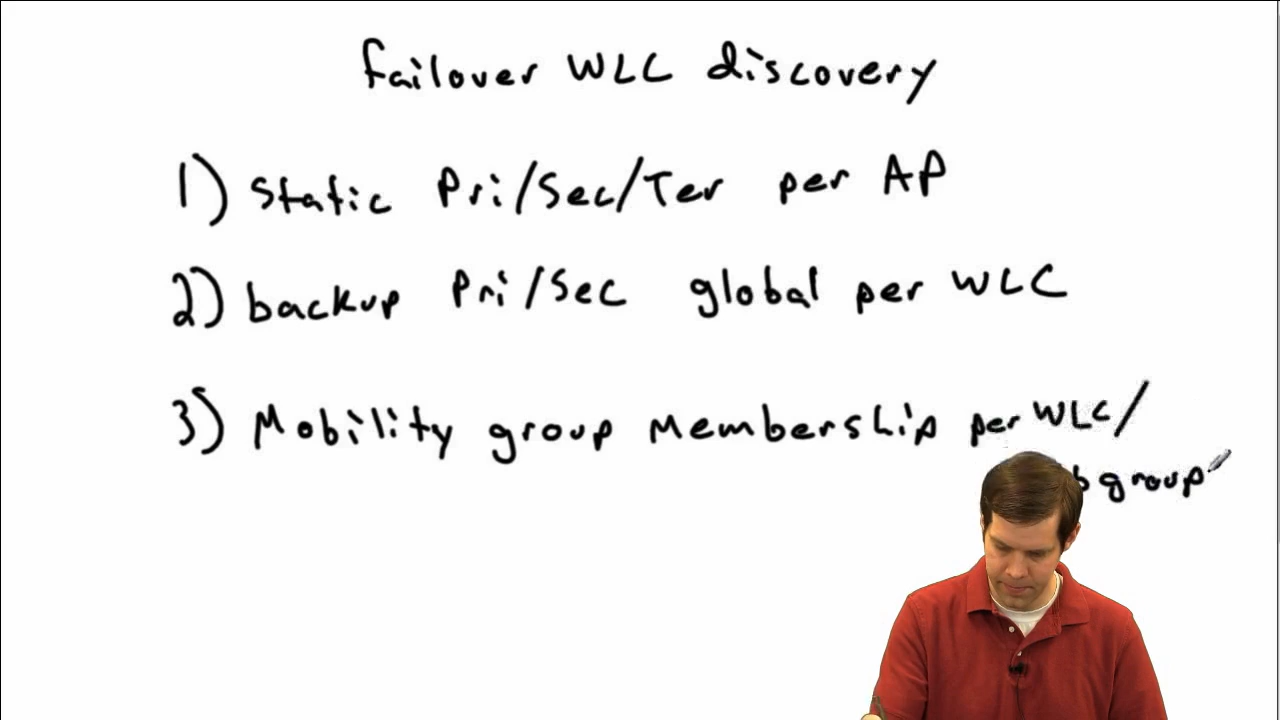 failover WLC discovery
1) static Pri/Sec/Ter per AP
2) backup Pri/Sec global per WLC
3) Mobility group membership per WLC/
group